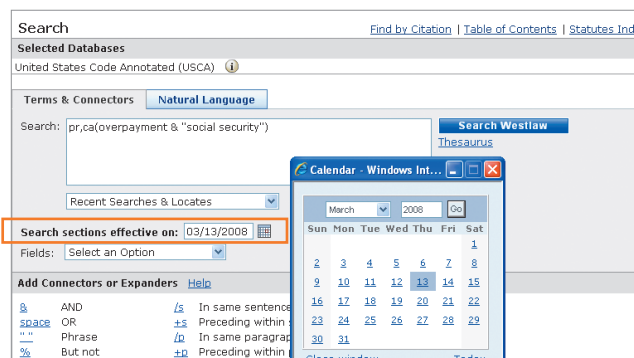 Search
Find by Citation | Table of Contents | Statutes Ind
Selected Databases
United States Code Annotated (USCA) i
Terms & Connectors Natural Language
Search: pr,ca(overpayment & "social security") Search Westlaw
Thesaurus
Calendar - Windows Int...
Recent Searches & Locates
March 2008 Go
Search sections effective on: 03/13/2008
Sun Mon Tue Wed Thu Fri Sat
1
Fields: Select an Option
2 3 4 5 6 7 8
9 10 11 12 13 14 15
Add Connectors or Expanders Help
16 17 18 19 20 21 22
& AND /s In same sentence
space OR +s Preceding within
23 24 25 26 27 28 29
" " Phrase /p In same paragrap
30 31
% But not +p Preceding within
Close window Today